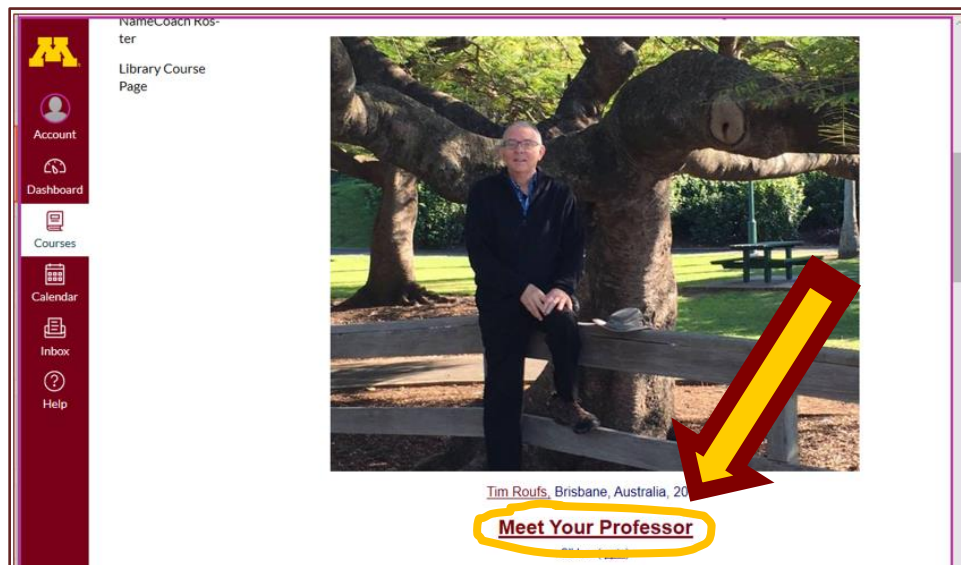 NameCoach Ros-
ter
Library Course
Page
Account
Dashboard
Courses
Calendar
Inbox
Help
Tim Roufs, Brisbane, Australia, 20
Meet Your Professor